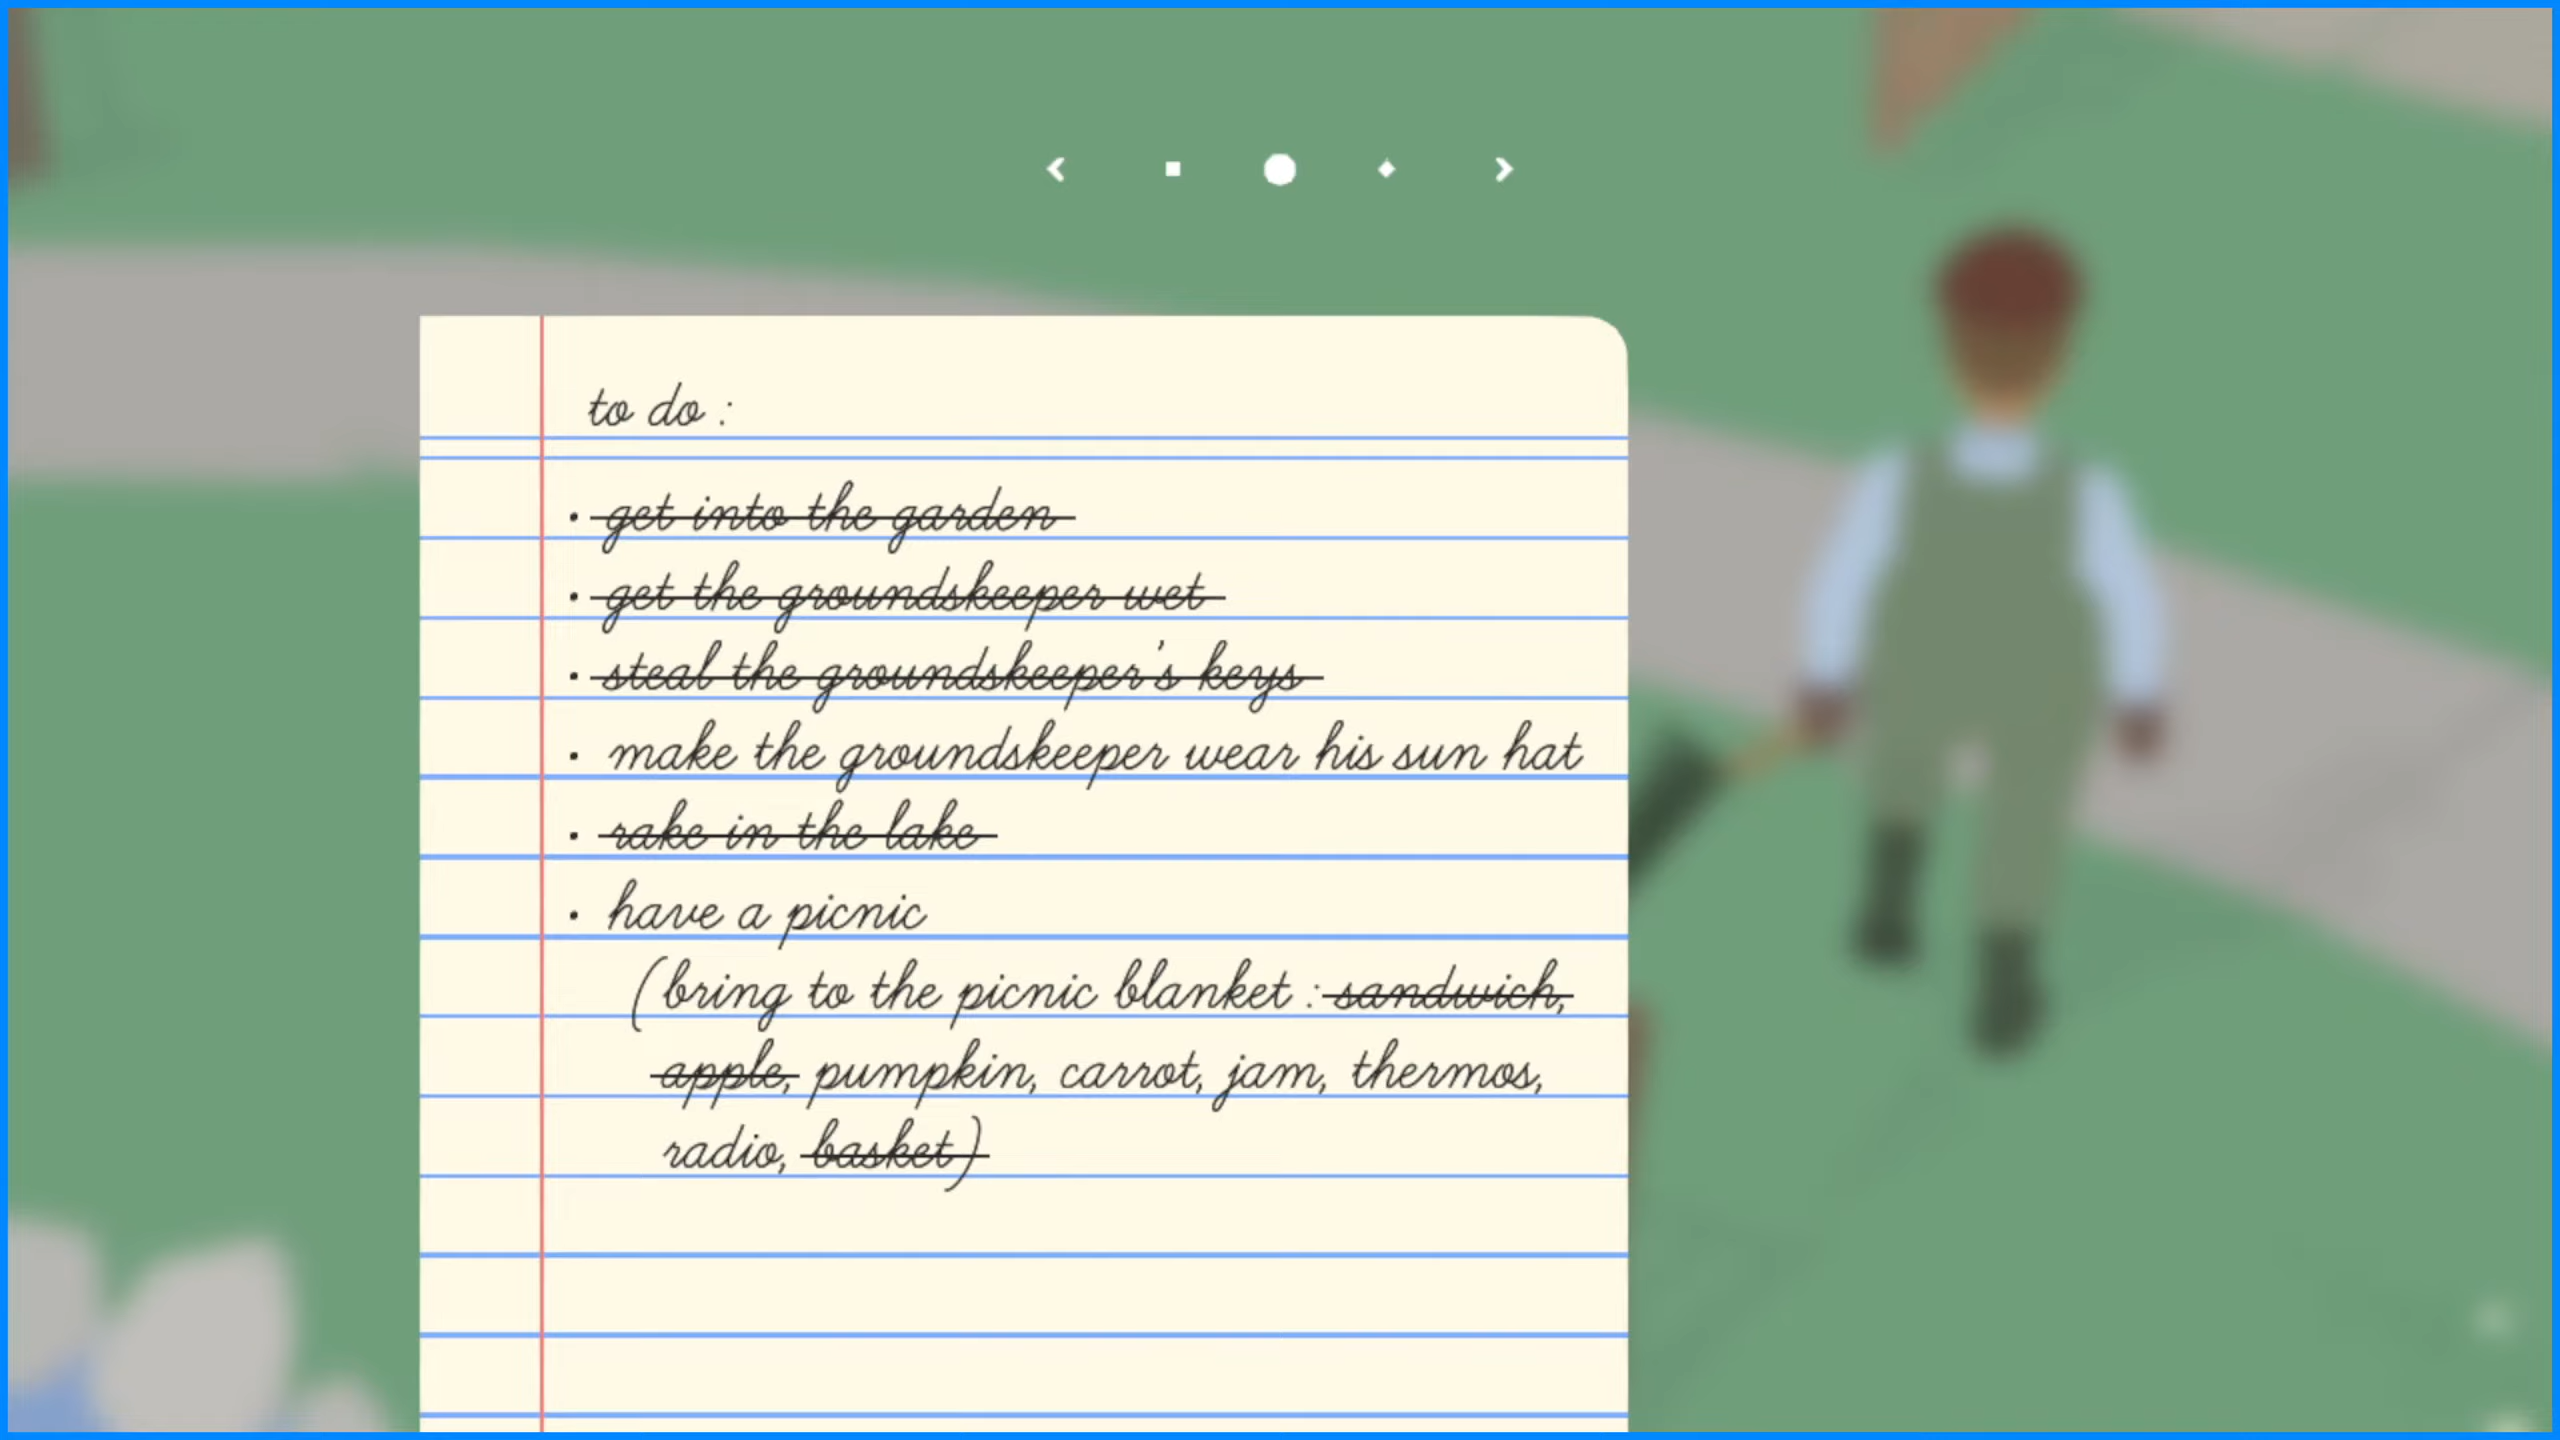 to do :
• get into the garden
• get the groundskeeper wet
• steal the groundskeeper's keys
• make the groundskeeper wear his sun hat
• rake in the lake
• have a picnic
(bring to the picnic blanket : sandwich,
apple, pumpkin, carrot, jam, thermos,
radio, basket)